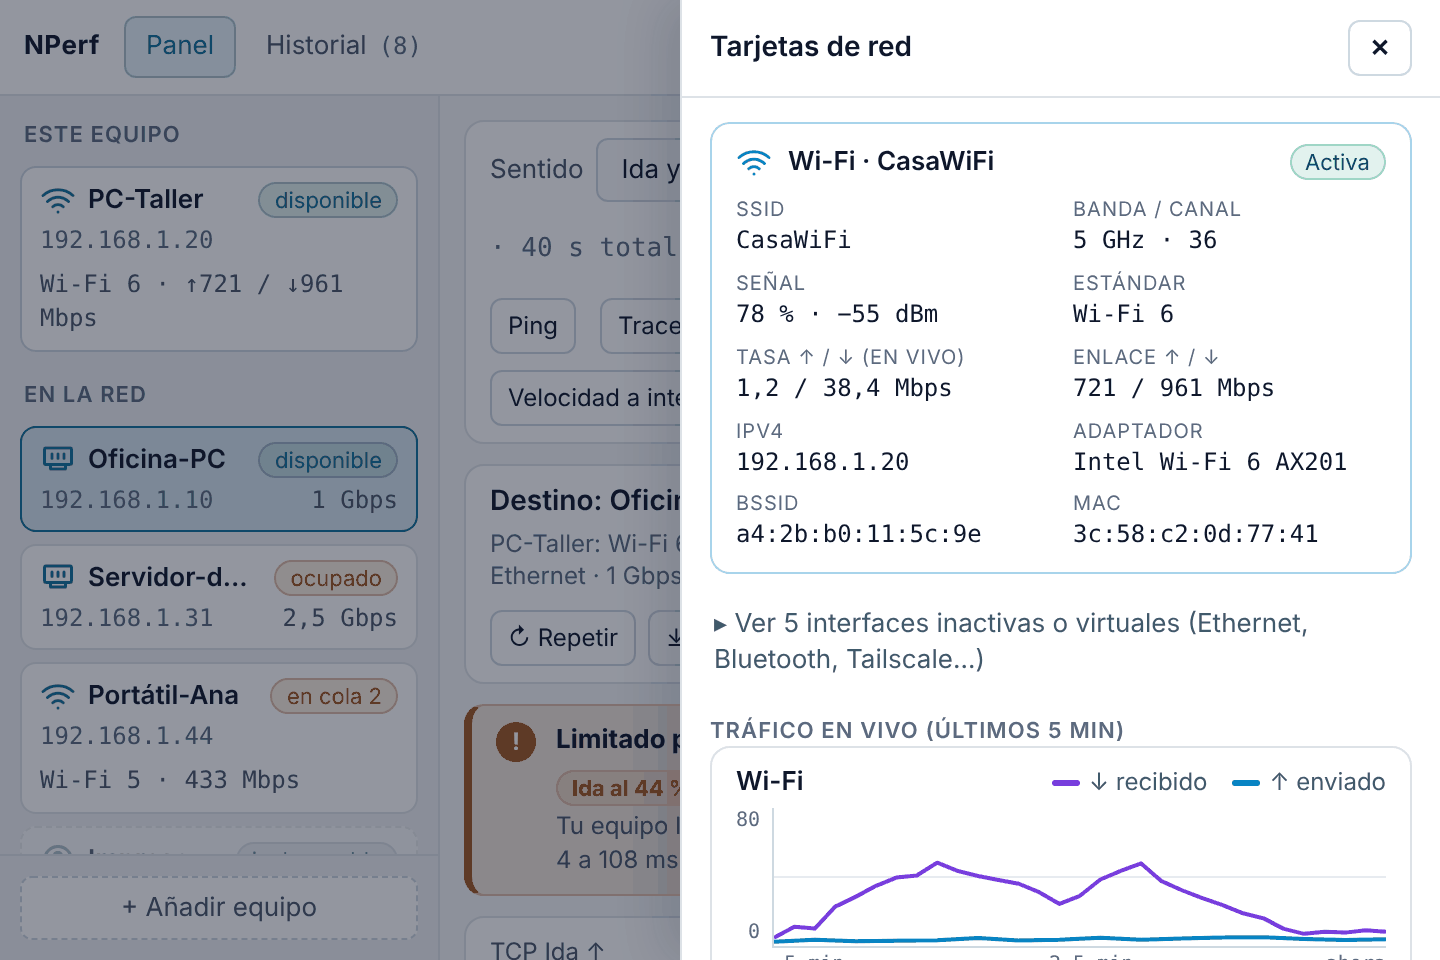 NPerf
Panel
Historial (8)
ESTE EQUIPO
PC-Taller
disponible
192.168.1.20
Wi-Fi 6 · ↑721 / ↓961
Mbps
EN LA RED
Oficina-PC
disponible
192.168.1.10
1 Gbps
Servidor-d...
ocupado
192.168.1.31
2,5 Gbps
Portátil-Ana
en cola 2
192.168.1.44
Wi-Fi 5 · 433 Mbps
+ Añadir equipo
Sentido
Ida y
· 40 s total
Ping
Trace
Velocidad a inte
Destino: Oficin
PC-Taller: Wi-Fi 6
Ethernet · 1 Gbps
Repetir
! Limitado p
Ida al 44 %
Tu equipo
4 a 108 ms
TCP Ida ↑
Tarjetas de red
×
Wi-Fi · CasaWiFi
Activa
SSID
CasaWiFi
BANDA / CANAL
5 GHz · 36
SEÑAL
78 % · −55 dBm
ESTÁNDAR
Wi-Fi 6
TASA ↑ / ↓ (EN VIVO)
1,2 / 38,4 Mbps
ENLACE ↑ / ↓
721 / 961 Mbps
IPV4
192.168.1.20
ADAPTADOR
Intel Wi-Fi 6 AX201
BSSID
a4:2b:b0:11:5c:9e
MAC
3c:58:c2:0d:77:41
▸ Ver 5 interfaces inactivas o virtuales (Ethernet,
Bluetooth, Tailscale...)
TRÁFICO EN VIVO (ÚLTIMOS 5 MIN)
Wi-Fi
↓ recibido
↑ enviado
80
0